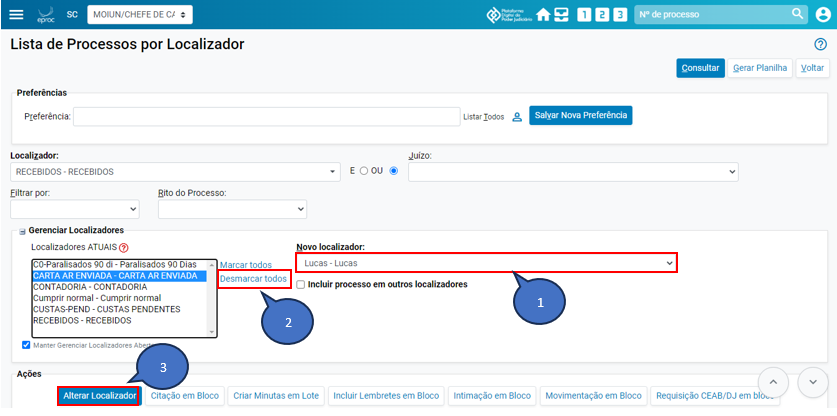 eproc SC MOIUN/CHEFE DE CA Plataforma Digital do Poder Judiciário 1 2 3 Nº de processo
Lista de Processos por Localizador
Consultar Gerar Planilha Voltar
Preferências
Preferência: Listar Todos Salvar Nova Preferência
Localizador: Juízo:
RECEBIDOS - RECEBIDOS E OU
Filtrar por: Rito do Processo:
Gerenciar Localizadores
Localizadores ATUAIS Novo localizador:
C0-Paralisados 90 di - Paralisados 90 Dias Marcar todos Lucas - Lucas
CARTA AR ENVIADA - CARTA AR ENVIADA Desmarcar todos
CONTADORIA - CONTADORIA Incluir processo em outros localizadores
Cumprir normal - Cumprir normal 1
CUSTAS-PEND - CUSTAS PENDENTES
RECEBIDOS - RECEBIDOS 2
Manter Gerenciar Localizadores
3
Ações
Alterar Localizador Citação em Bloco Criar Minutas em Lote Incluir Lembretes em Bloco Intimação em Bloco Movimentação em Bloco Requisição CEAB/DJ em bloco